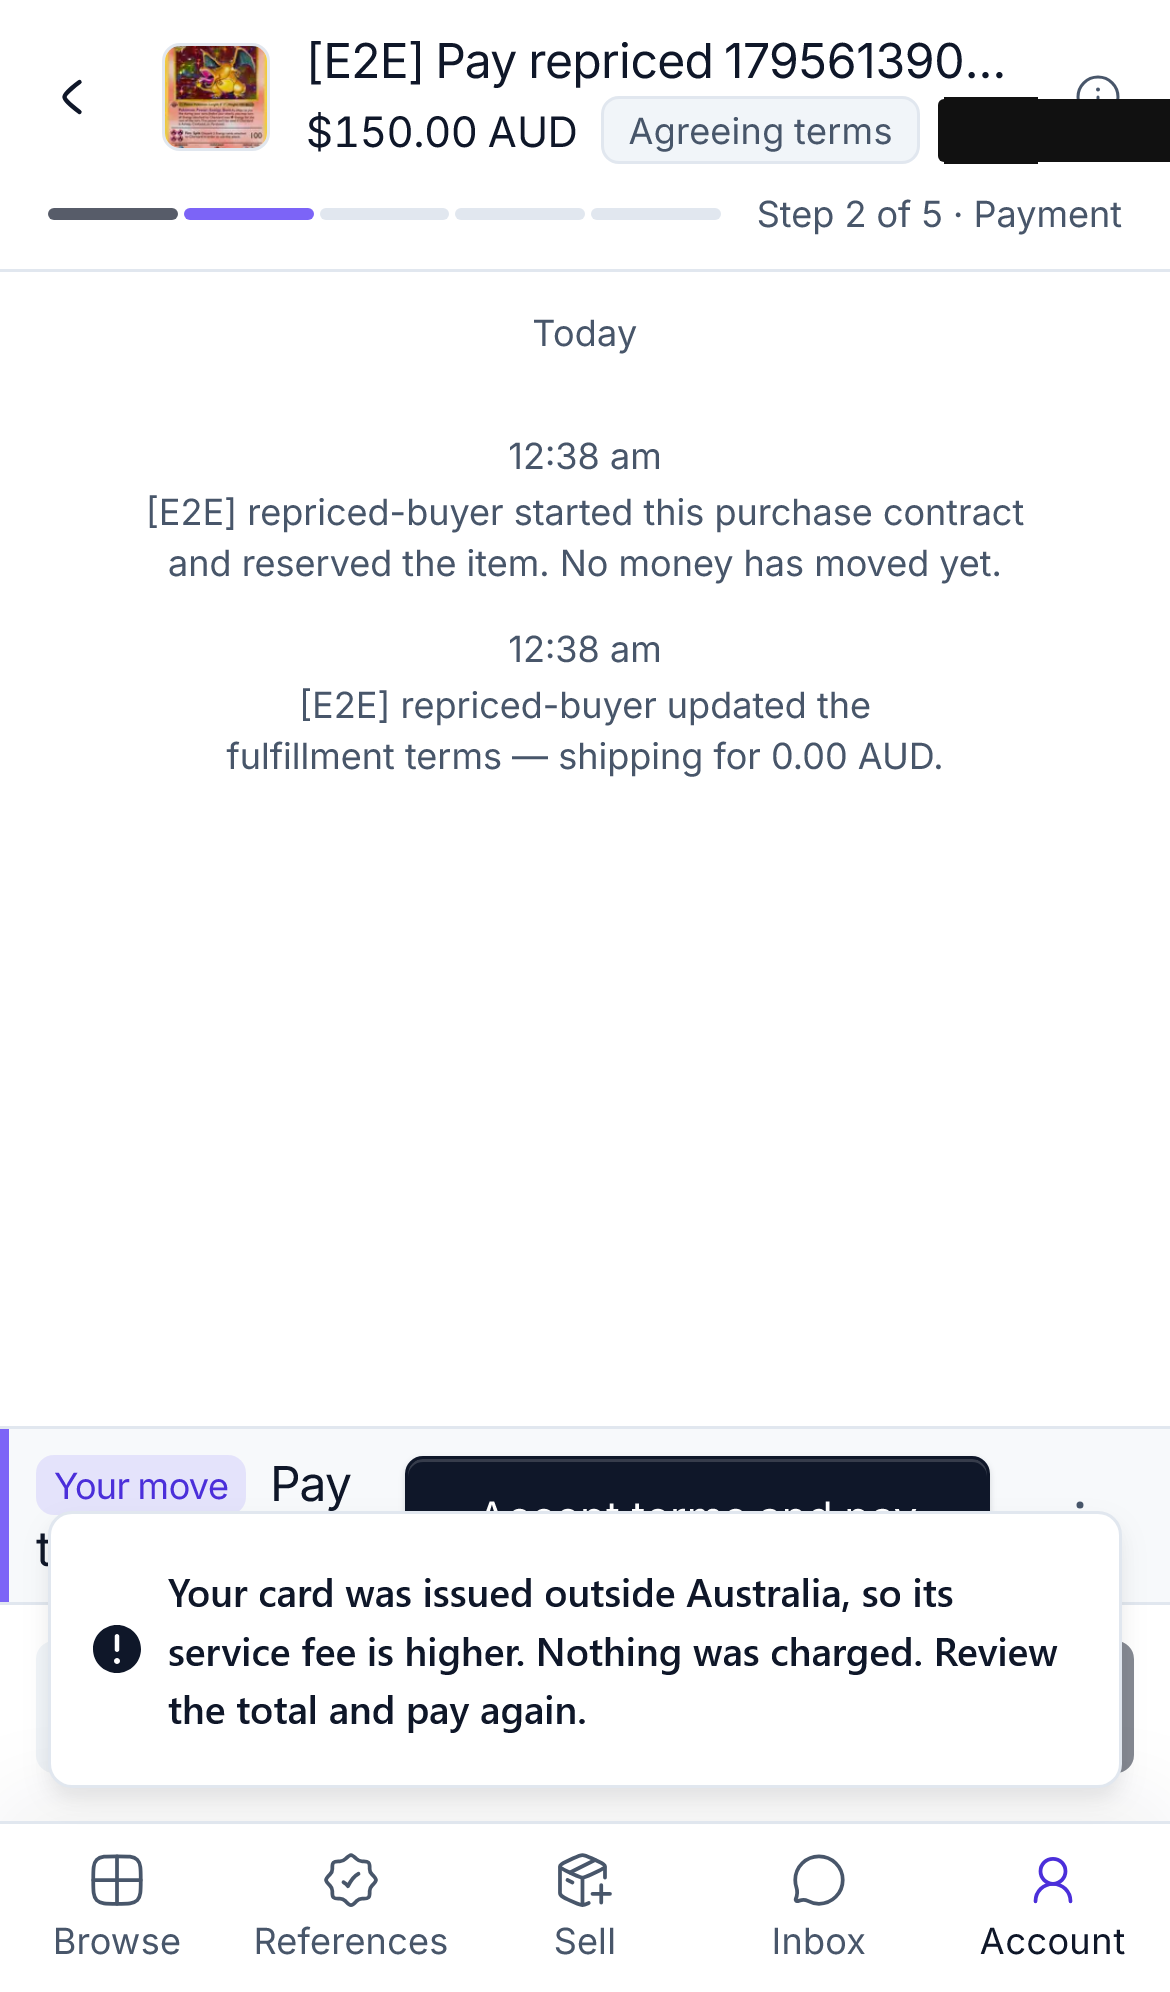 [E2E] Pay repriced 179561390...
$150.00 AUD Agreeing terms
Step 2 of 5 · Payment
Today
12:38 am
[E2E] repriced-buyer started this purchase contract
and reserved the item. No money has moved yet.
12:38 am
[E2E] repriced-buyer updated the
fulfillment terms — shipping for 0.00 AUD.
Your move Pay
Accept terms and pay
Your card was issued outside Australia, so its
service fee is higher. Nothing was charged. Review
the total and pay again.
Browse References Sell Inbox Account